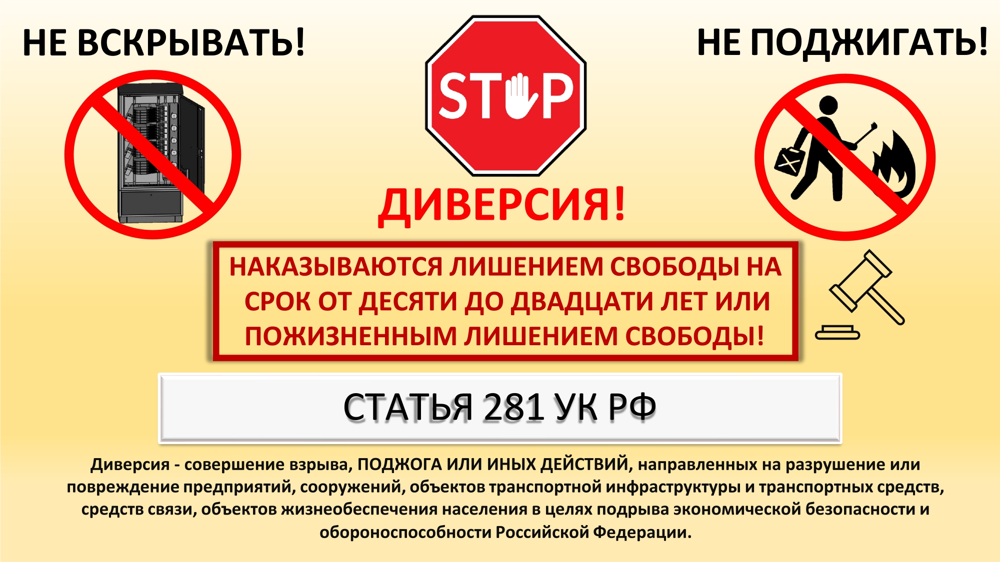 НЕ ВСКРЫВАТЬ!
STOP
НЕ ПОДЖИГАТЬ!
ДИВЕРСИЯ!
НАКАЗЫВАЮТСЯ ЛИШЕНИЕМ СВОБОДЫ НА
СРОК ОТ ДЕСЯТИ ДО ДВАДЦАТИ ЛЕТ ИЛИ
ПОЖИЗНЕННЫМ ЛИШЕНИЕМ СВОБОДЫ!
СТАТЬЯ 281 УК РФ
Диверсия - совершение взрыва, ПОДЖОГА ИЛИ ИНЫХ ДЕЙСТВИЙ, направленных на разрушение или
повреждение предприятий, сооружений, объектов транспортной инфраструктуры и транспортных средств,
средств связи, объектов жизнеобеспечения населения в целях подрыва экономической безопасности и
обороноспособности Российской Федерации.